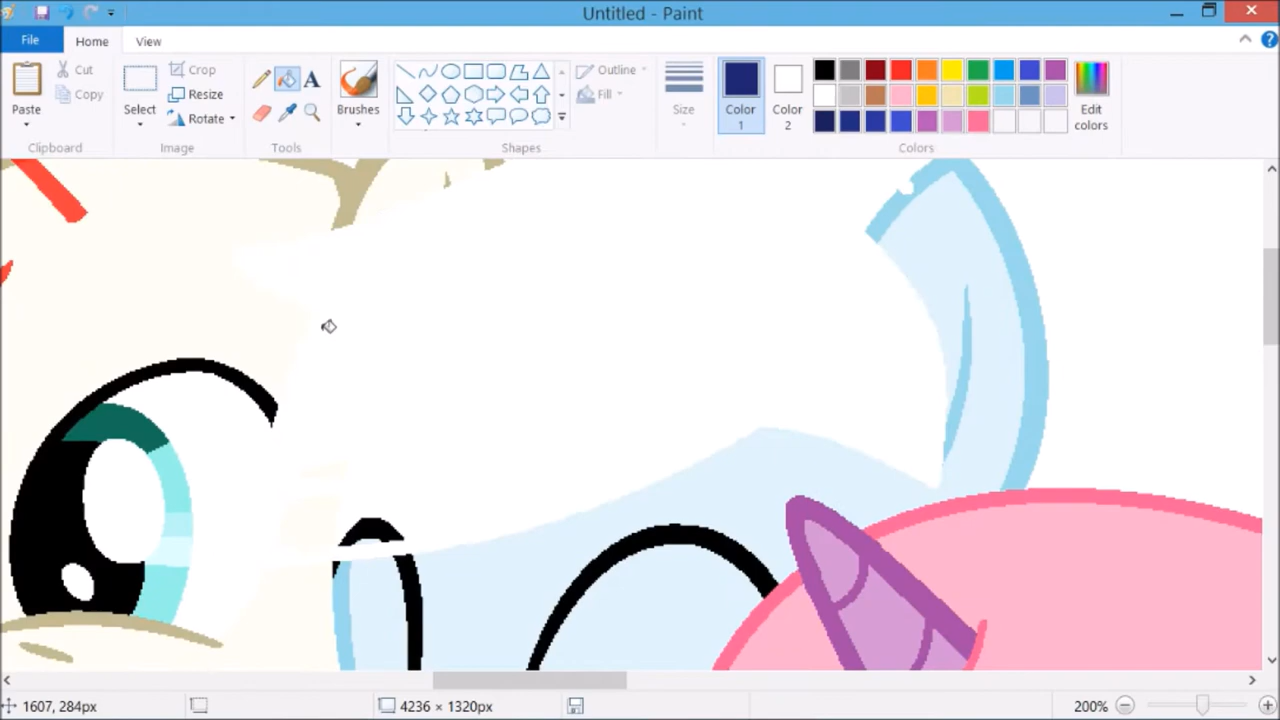 Untitled - Paint
File Home View
Paste
Cut
Copy
Clipboard
Select
Crop
Resize
Rotate
Image
A
Tools
Brushes
Outline
Fill
Shapes
Size
Color
1
Color
2
Edit
colors
Colors
1607, 284px
4236 × 1320px
200%